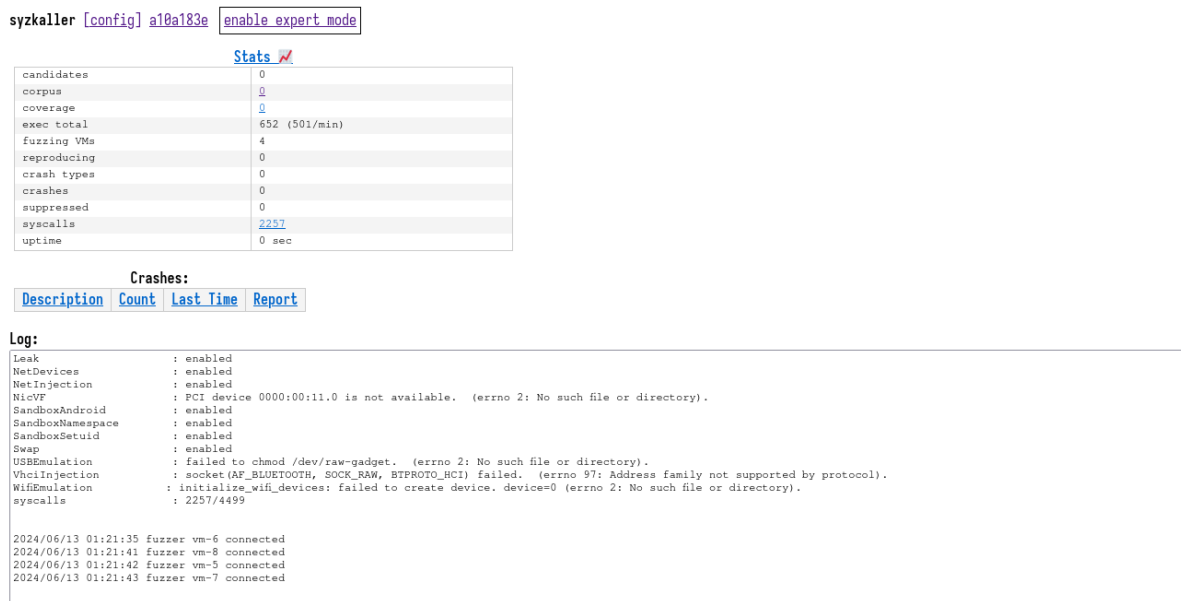 syzkaller [config] a10a183e enable expert mode
Stats 📈
candidates 0
corpus 0
coverage 0
exec total 652 (501/min)
fuzzing VMs 4
reproducing 0
crash types 0
crashes 0
suppressed 0
syscalls 2257
uptime 0 sec
Crashes:
Description Count Last Time Report
Log:
Leak : enabled
NetDevices : enabled
NetInjection : enabled
NicVF : PCI device 0000:00:11.0 is not available. (errno 2: No such file or directory).
SandboxAndroid : enabled
SandboxNamespace : enabled
SandboxSetuid : enabled
Swap : enabled
USBEmulation : failed to chmod /dev/raw-gadget. (errno 2: No such file or directory).
VhciInjection : socket(AF_BLUETOOTH, SOCK_RAW, BTPROTO_HCI) failed. (errno 97: Address family not supported by protocol).
WifiEmulation : initialize_wifi_devices: failed to create device. device=0 (errno 2: No such file or directory).
syscalls : 2257/4499
2024/06/13 01:21:35 fuzzer vm-6 connected
2024/06/13 01:21:41 fuzzer vm-8 connected
2024/06/13 01:21:42 fuzzer vm-5 connected
2024/06/13 01:21:43 fuzzer vm-7 connected